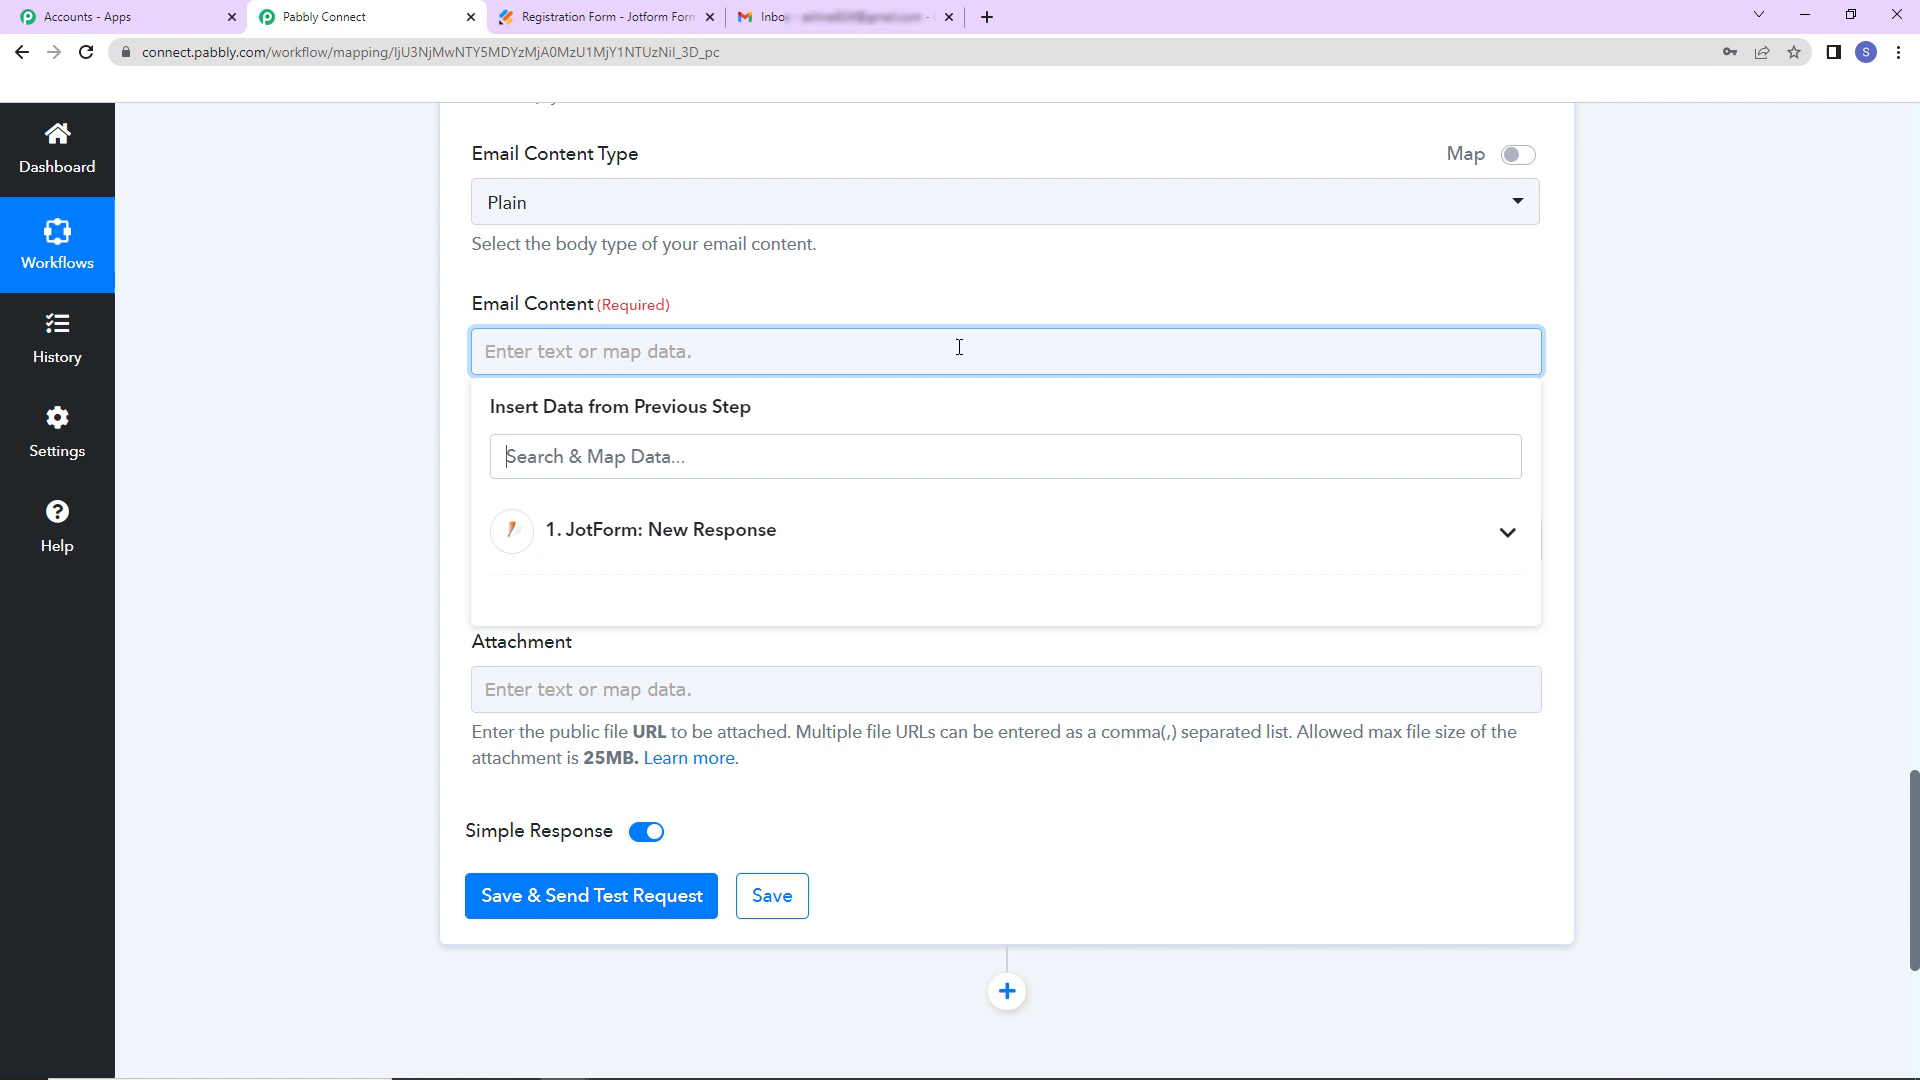 Accounts - Apps
Pabbly Connect
Registration Form - Jotform Form
Inbo
connect.pabbly.com/workflow/mapping/IjU3NjMwNTY5MDYzMjA0MzU1MjY1NTUzNiI_3D_pc
S
Dashboard
Workflows
History
Settings
Help
Email Content Type
Map
Plain
Select the body type of your email content.
Email Content (Required)
Enter text or map data.
Insert Data from Previous Step
Search & Map Data...
1. JotForm: New Response
Attachment
Enter text or map data.
Enter the public file URL to be attached. Multiple file URLs can be entered as a comma(,) separated list. Allowed max file size of the
attachment is 25MB. Learn more.
Simple Response
Save & Send Test Request
Save